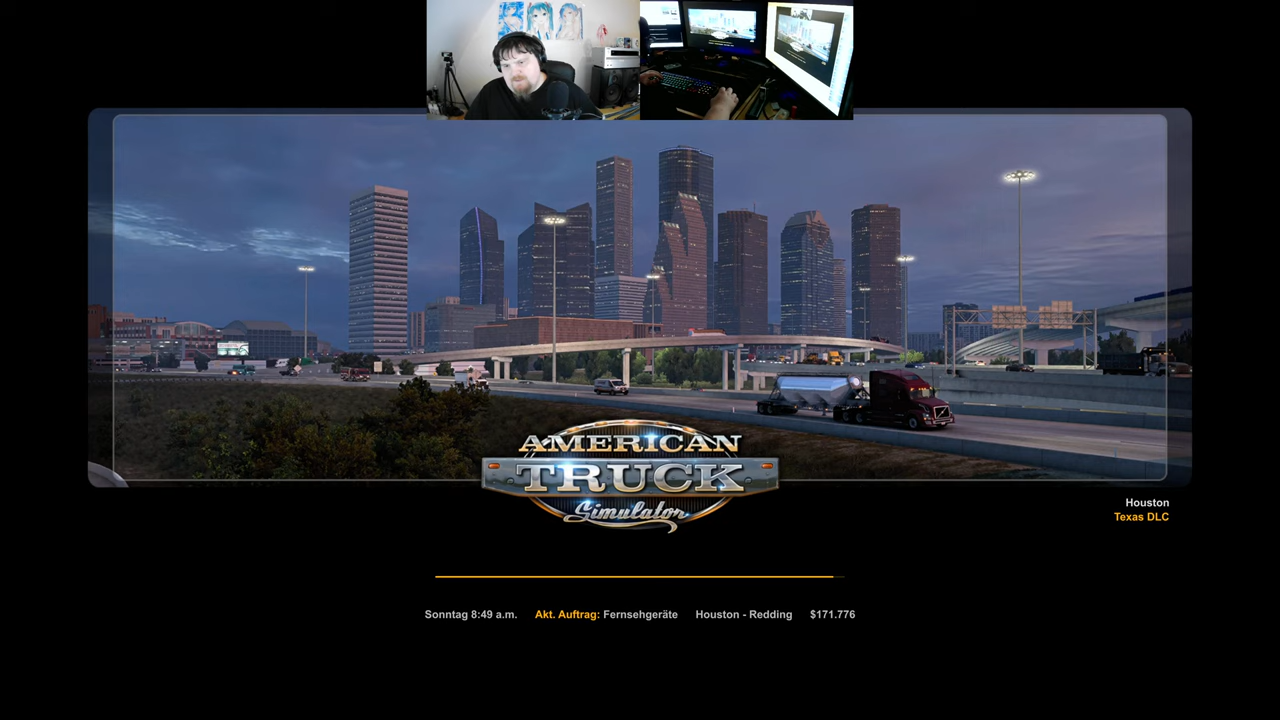 AMERICAN
TRUCK
Simulator
Houston
Texas DLC
Sonntag 8:49 a.m. Akt. Auftrag: Fernsehgeräte Houston - Redding $171.776